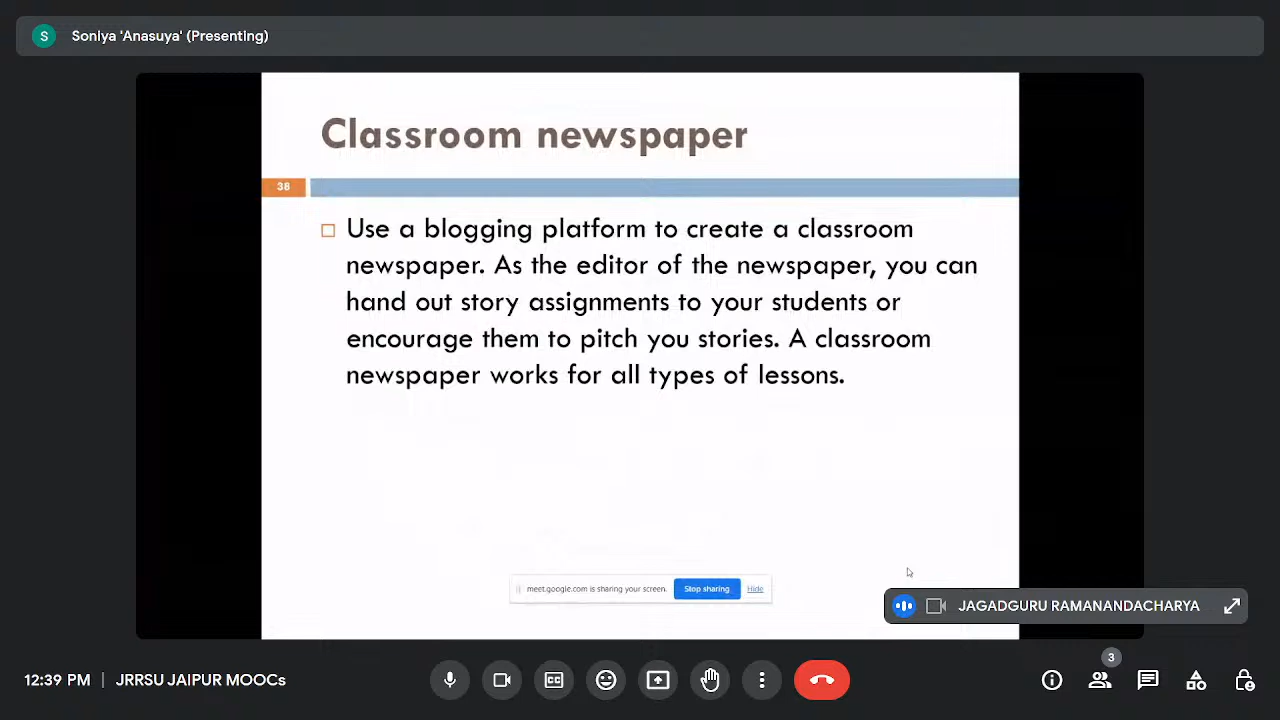 S
Soniya 'Anasuya' (Presenting)
Classroom newspaper
38
Use a blogging platform to create a classroom
newspaper. As the editor of the newspaper, you can
hand out story assignments to your students or
encourage them to pitch you stories. A classroom
newspaper works for all types of lessons.
meet.google.com is sharing your screen.
Stop sharing
Hide
JAGADGURU RAMANANDACHARYA
12:39 PM | JRRSU JAIPUR MOOCs
3